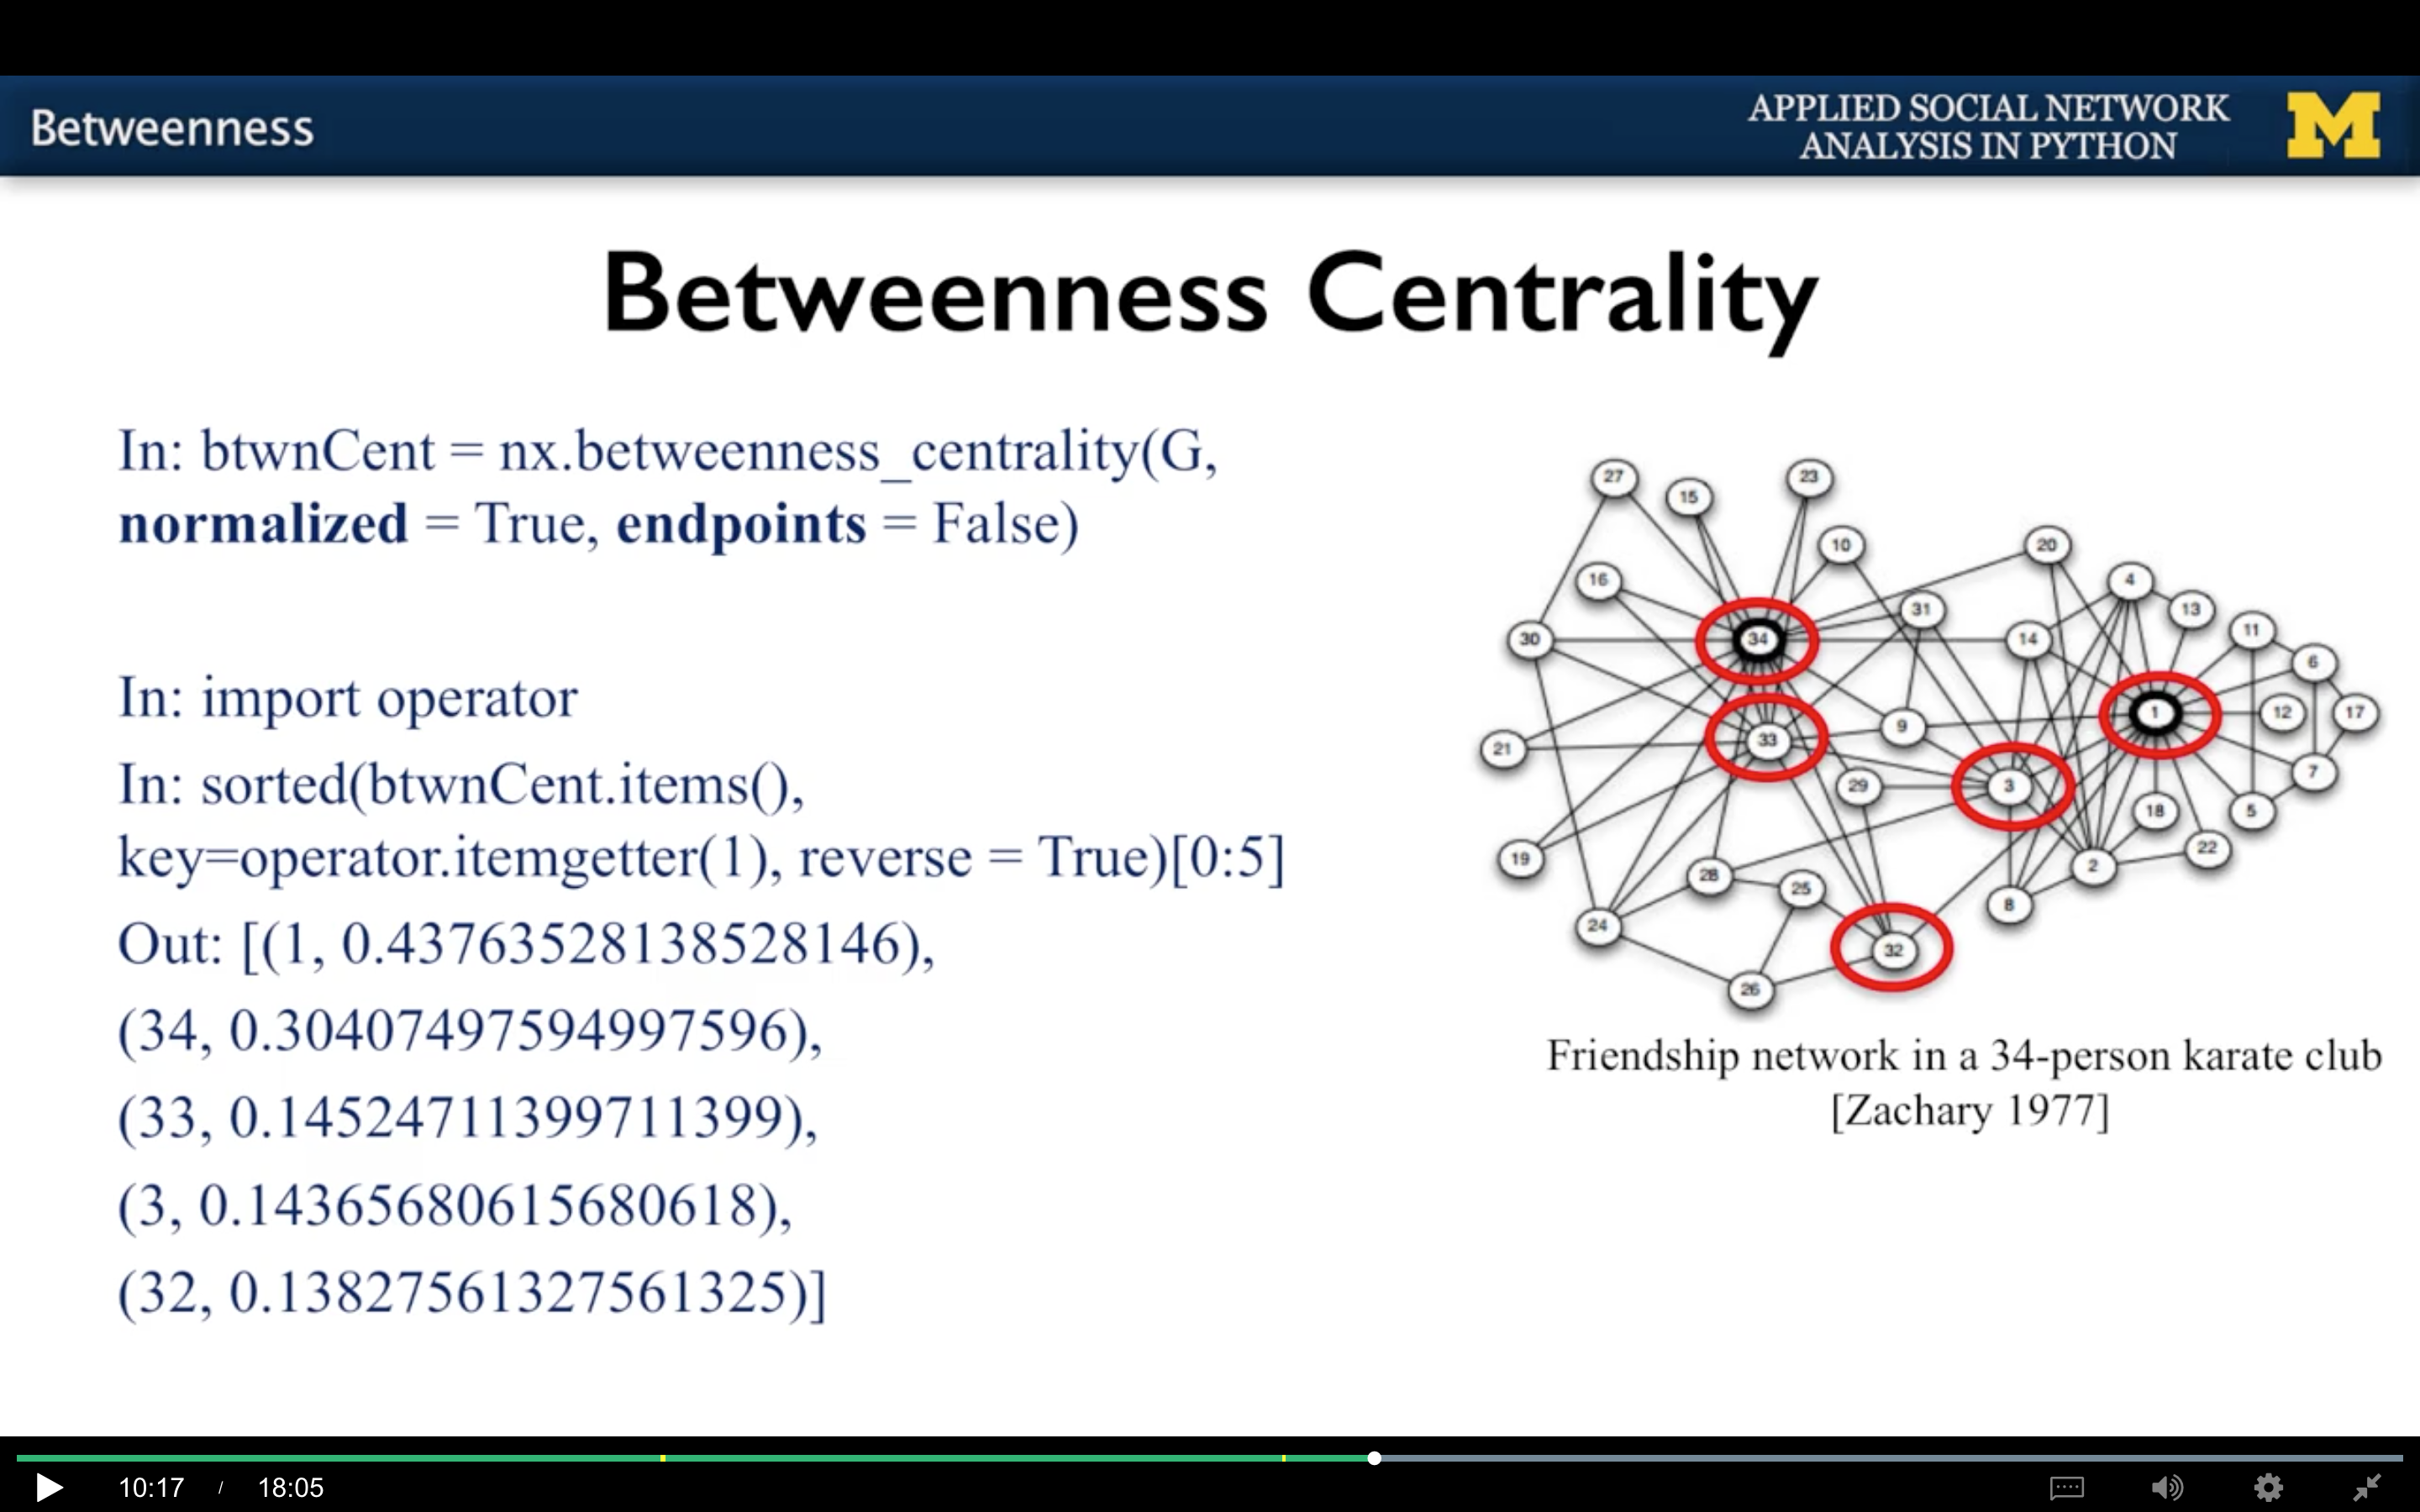 Betweenness
APPLIED SOCIAL NETWORK
ANALYSIS IN PYTHON
M
Betweenness Centrality
In: btwnCent = nx.betweenness_centrality(G,
normalized = True, endpoints = False)
In: import operator
In: sorted(btwnCent.items(),
key=operator.itemgetter(1), reverse = True)[0:5]
Out: [(1, 0.43763528138528146),
(34, 0.30407497594997596),
(33, 0.14524711399711399),
(3, 0.14365680615680618),
(32, 0.13827561327561325)]
27
15
23
10
20
16
4
31
13
30
34
14
11
6
33
9
1
12
17
21
29
3
7
18
5
19
28
25
2
22
24
8
32
26
Friendship network in a 34-person karate club
[Zachary 1977]
10:17 / 18:05